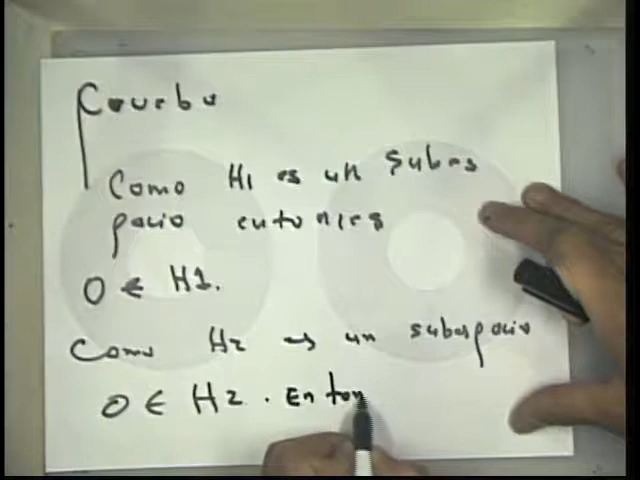 Prueba
Como H1 es un subes
pacio entonces
0 ∈ H1.
Como H2 es un subespacio
0 ∈ H2. Enton